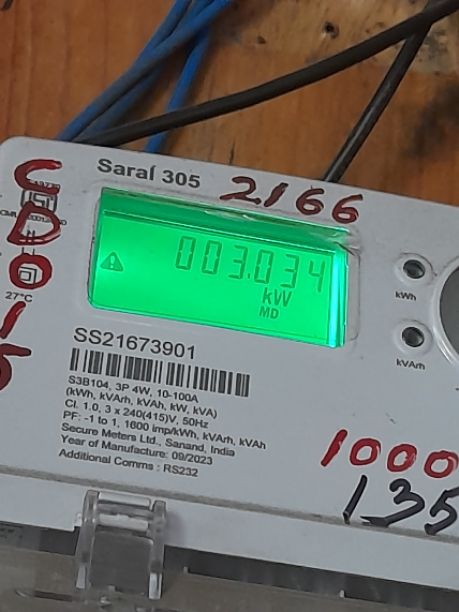 Saral 305
2166
CD015
003.034
kW
MD
27°C
kWh
kVArh
SS21673901
S3B104, 3P 4W, 10-100A
(kWh, kVArh, kVAh, kW, kVA)
Cl. 1.0, 3 x 240(415)V, 50Hz
PF: -1 to 1, 1600 imp/kWh, kVArh, kVAh
Secure Meters Ltd., Sanand, India
Year of Manufacture: 09/2023
Additional Comms : RS232
1000
135